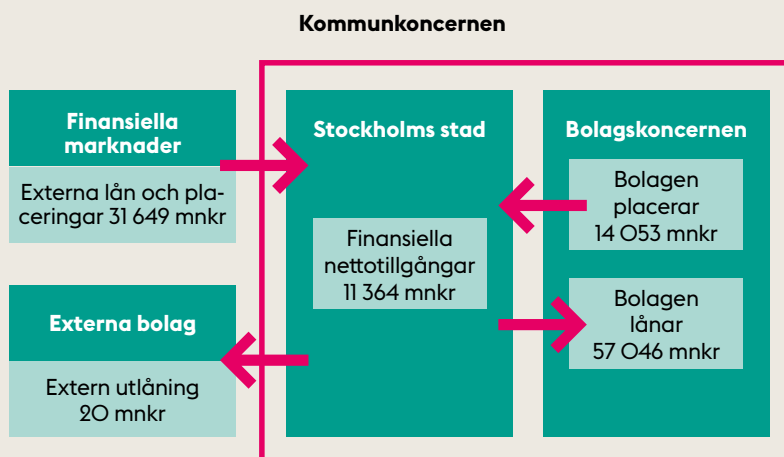 Kommunkoncernen
Finansiella
marknader
Externa lån och pla-
ceringar 31 649 mnkr
Externa bolag
Extern utlåning
20 mnkr
Stockholms stad
Finansiella
nettotillgångar
11 364 mnkr
Bolagskoncernen
Bolagen
placerar
14 053 mnkr
Bolagen
lånar
57 046 mnkr